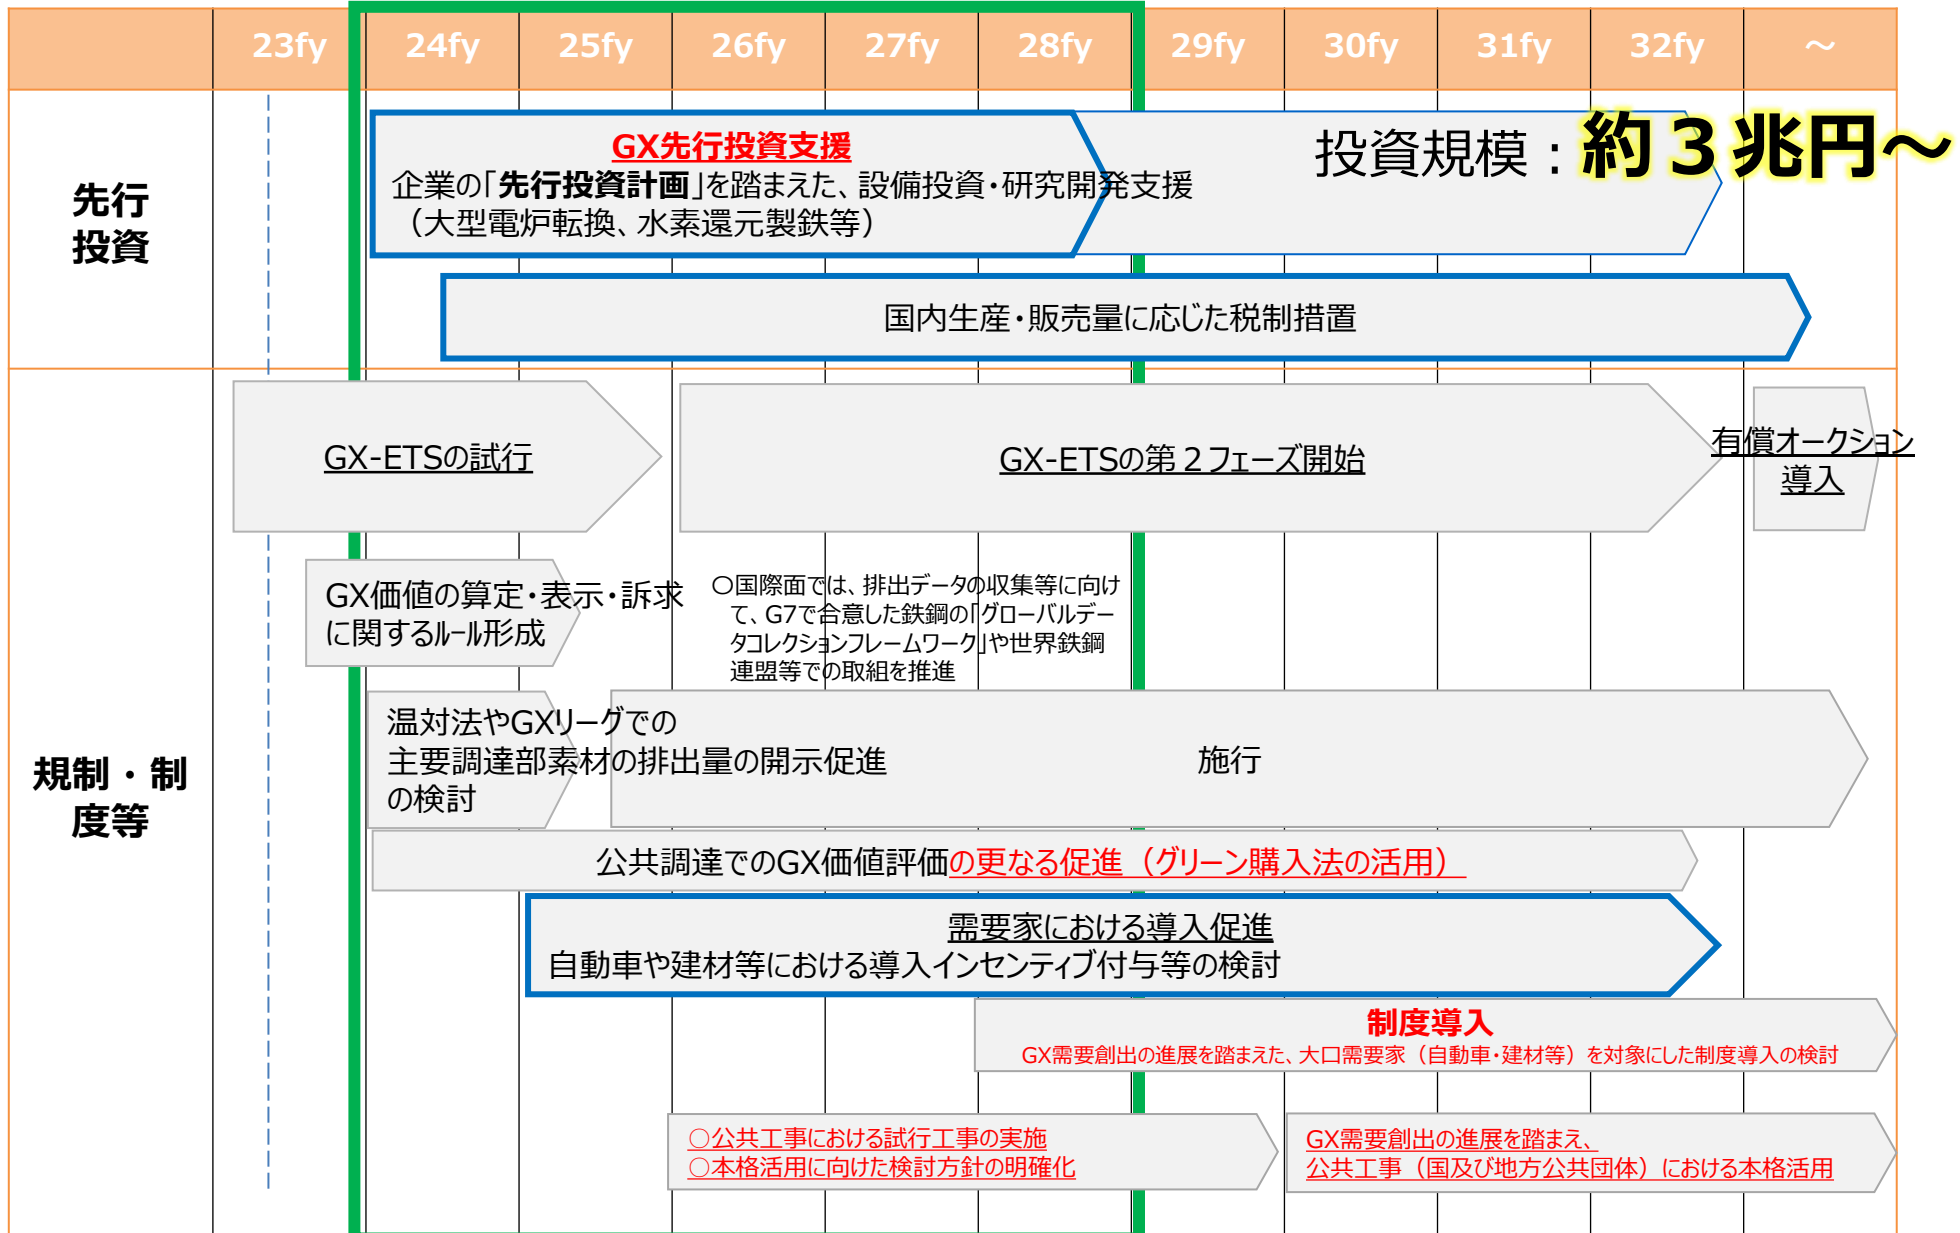 23fy 24fy 25fy 26fy 27fy 28fy 29fy 30fy 31fy 32fy ～
先行
投資
GX先行投資支援
企業の「先行投資計画」を踏まえた、設備投資・研究開発支援
（大型電炉転換、水素還元製鉄等）
投資規模：約３兆円～
国内生産・販売量に応じた税制措置
規制・制
度等
GX-ETSの試行
GX-ETSの第２フェーズ開始
有償オークション
導入
GX価値の算定・表示・訴求
に関するルール形成
〇国際面では、排出データの収集等に向け
て、G7で合意した鉄鋼の「グローバルデー
タコレクションフレームワーク」や世界鉄鋼
連盟等での取組を推進
温対法やGXリーグでの
主要調達部素材の排出量の開示促進
の検討
施行
公共調達でのGX価値評価の更なる促進（グリーン購入法の活用）
需要家における導入促進
自動車や建材等における導入インセンティブ付与等の検討
制度導入
GX需要創出の進展を踏まえた、大口需要家（自動車・建材等）を対象にした制度導入の検討
〇公共工事における試行工事の実施
〇本格活用に向けた検討方針の明確化
GX需要創出の進展を踏まえ、
公共工事（国及び地方公共団体）における本格活用